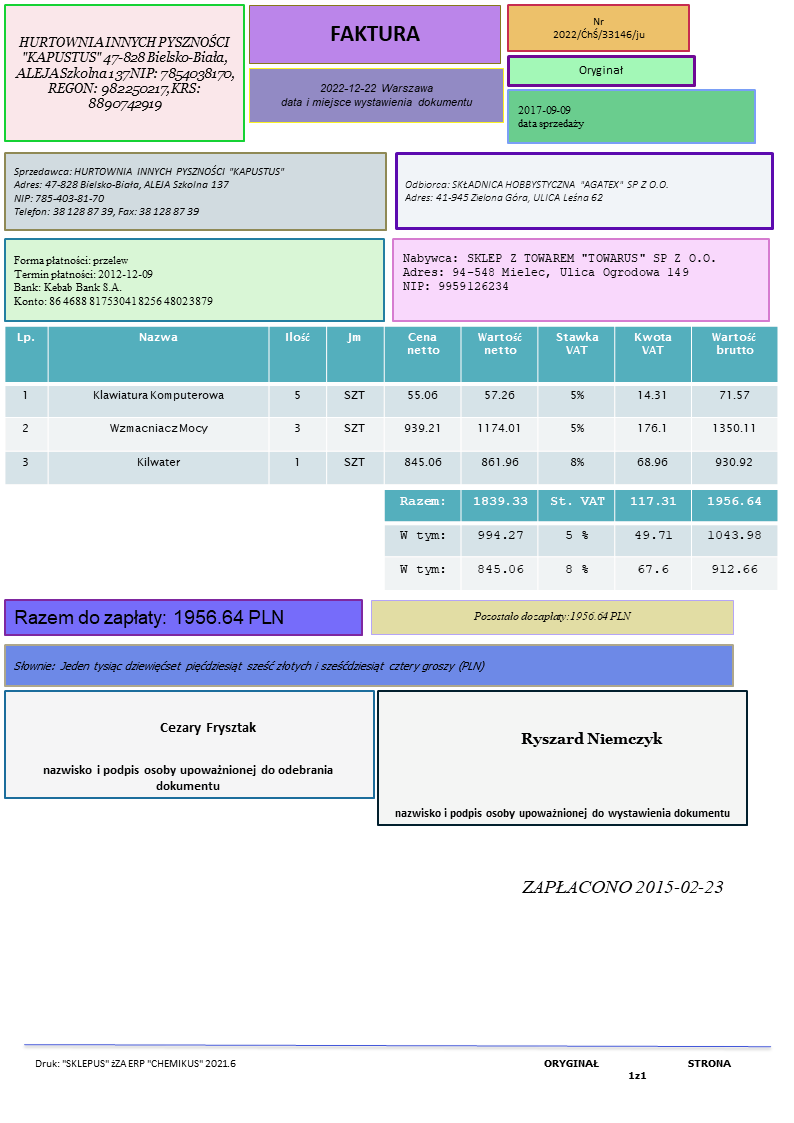 HURTOWNIA INNYCH PYSZNOŚCI
"KAPUSTUS" 47-828 Bielsko-Biała,
ALEJA Szkolna 137 NIP: 7854038170,
REGON: 982250217, KRS:
8890742919
FAKTURA
2022-12-22 Warszawa
data i miejsce wystawienia dokumentu
Nr
2022/ĆhŚ/33146/ju
Oryginał
2017-09-09
data sprzedaży
Sprzedawca: HURTOWNIA INNYCH PYSZNOŚCI "KAPUSTUS"
Adres: 47-828 Bielsko-Biała, ALEJA Szkolna 137
NIP: 785-403-81-70
Telefon: 38 128 87 39, Fax: 38 128 87 39
Odbiorca: SKŁADNICA HOBBYSTYCZNA "AGATEX" SP Z O.O.
Adres: 41-945 Zielona Góra, ULICA Leśna 62
Forma płatności: przelew
Termin płatności: 2012-12-09
Bank: Kebab Bank S.A.
Konto: 86 4688 8175 3041 8256 4802 3879
Nabywca: SKLEP Z TOWAREM "TOWARUS" SP Z O.O.
Adres: 94-548 Mielec, Ulica Ogrodowa 149
NIP: 9959126234
Lp. Nazwa Ilość Jm Cena netto Wartość netto Stawka VAT Kwota VAT Wartość brutto
1 Klawiatura Komputerowa 5 SZT 55.06 57.26 5% 14.31 71.57
2 Wzmacniacz Mocy 3 SZT 939.21 1174.01 5% 176.1 1350.11
3 Kilwater 1 SZT 845.06 861.96 8% 68.96 930.92
Razem: 1839.33 St. VAT 117.31 1956.64
W tym: 994.27 5 % 49.71 1043.98
W tym: 845.06 8 % 67.6 912.66
Razem do zapłaty: 1956.64 PLN
Pozostało do zapłaty: 1956.64 PLN
Słownie: Jeden tysiąc dziewięćset pięćdziesiąt sześć złotych i sześćdziesiąt cztery groszy (PLN)
Cezary Frysztak
nazwisko i podpis osoby upoważnionej do odebrania
dokumentu
Ryszard Niemczyk
nazwisko i podpis osoby upoważnionej do wystawienia dokumentu
ZAPŁACONO 2015-02-23
Druk: "SKLEPUS" żZA ERP "CHEMIKUS" 2021.6
ORYGINAŁ STRONA
1 z 1